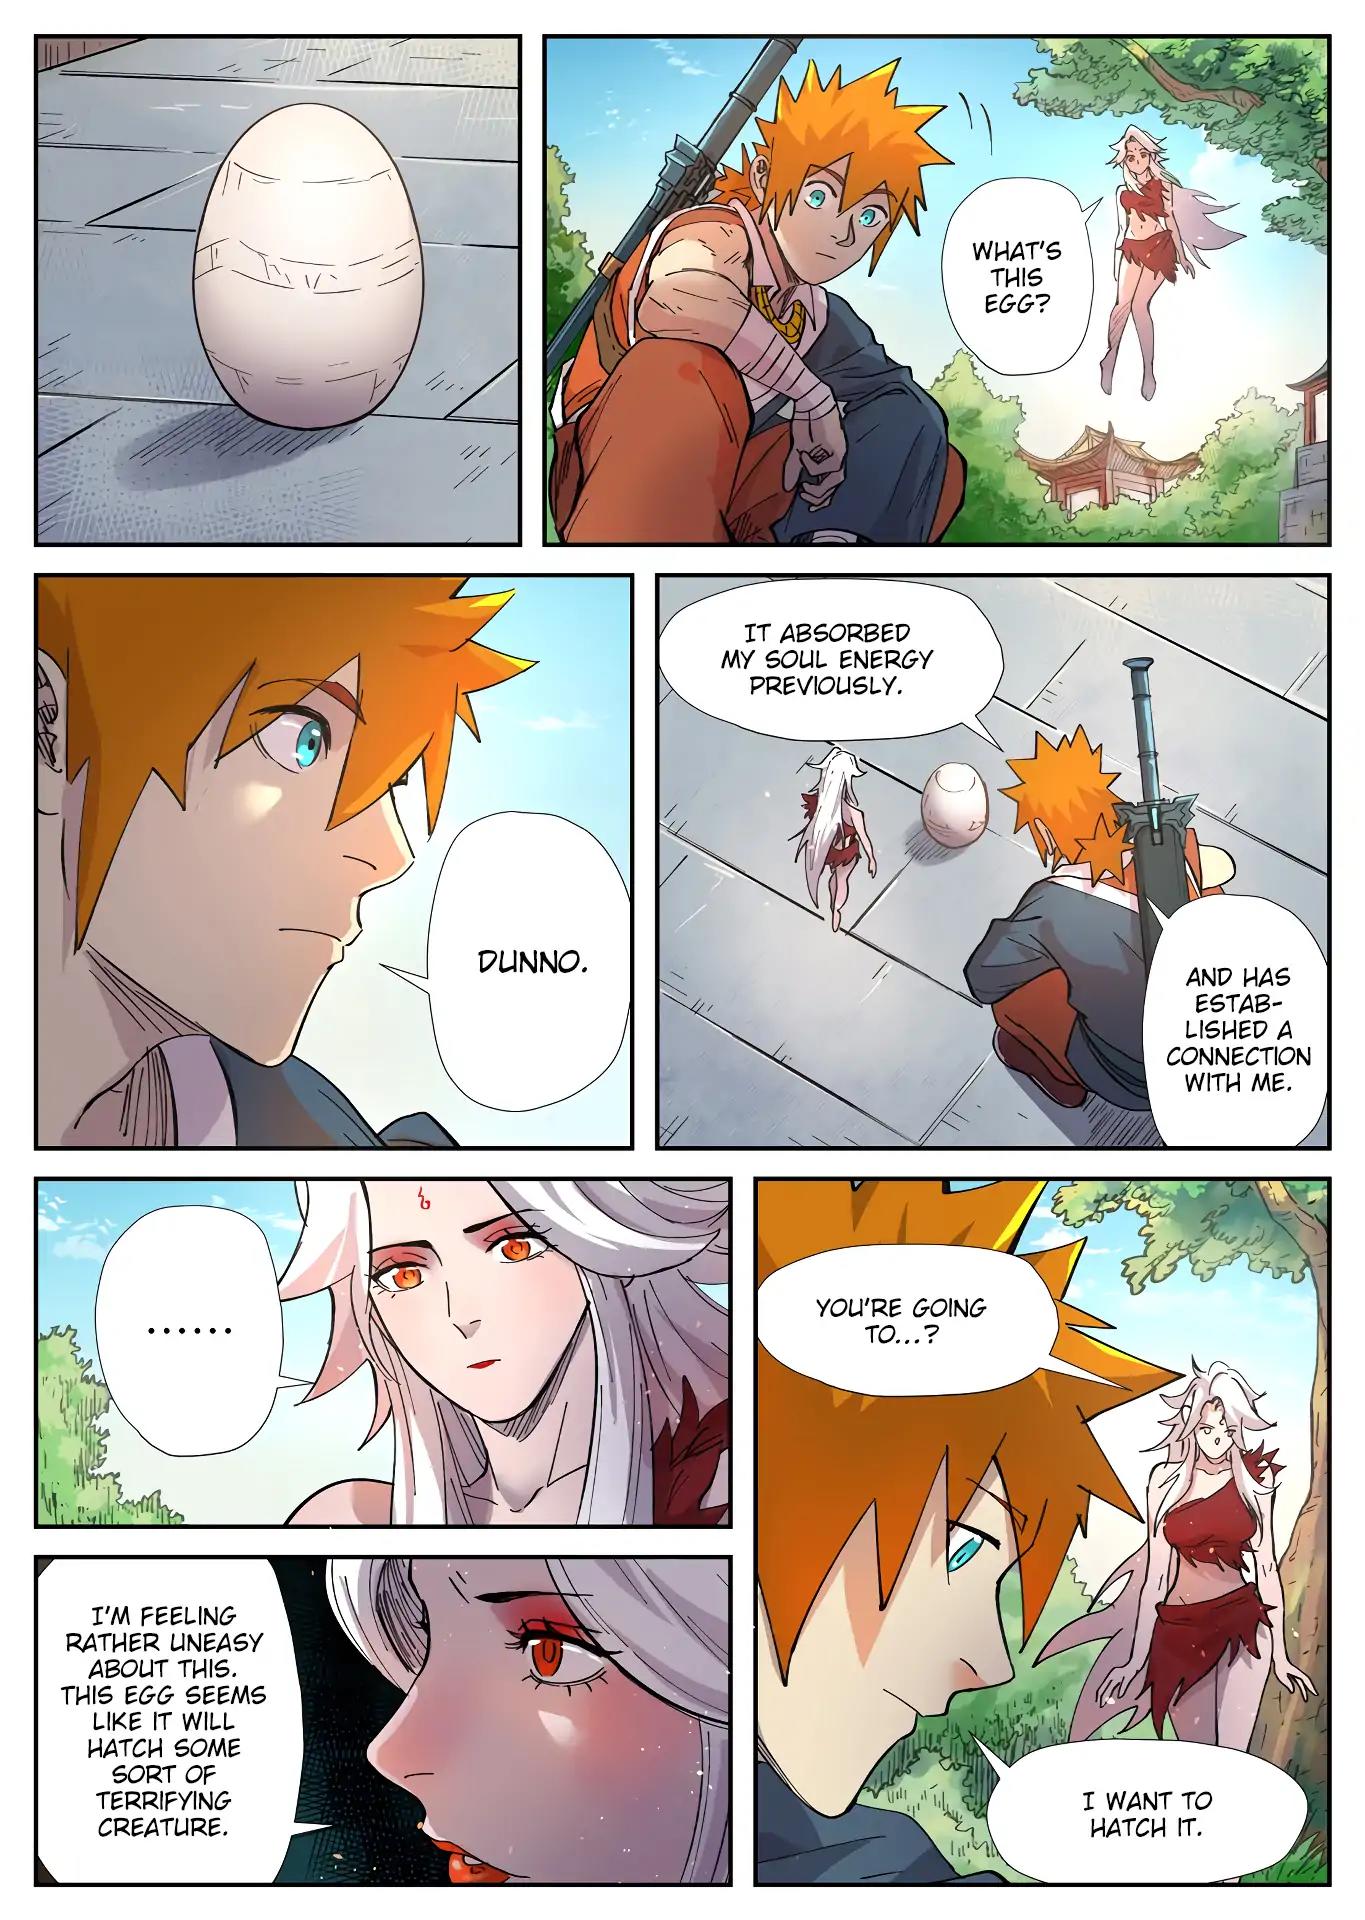 WHAT'S
THIS
EGG?
DUNNO.
IT ABSORBED
MY SOUL ENERGY
PREVIOUSLY.
AND HAS
ESTAB-
LISHED A
CONNECTION
WITH ME.
......
I'M FEELING
RATHER UNEASY
ABOUT THIS.
THIS EGG SEEMS
LIKE IT WILL
HATCH SOME
SORT OF
TERRIFYING
CREATURE.
YOU'RE GOING
TO...?
I WANT TO
HATCH IT.